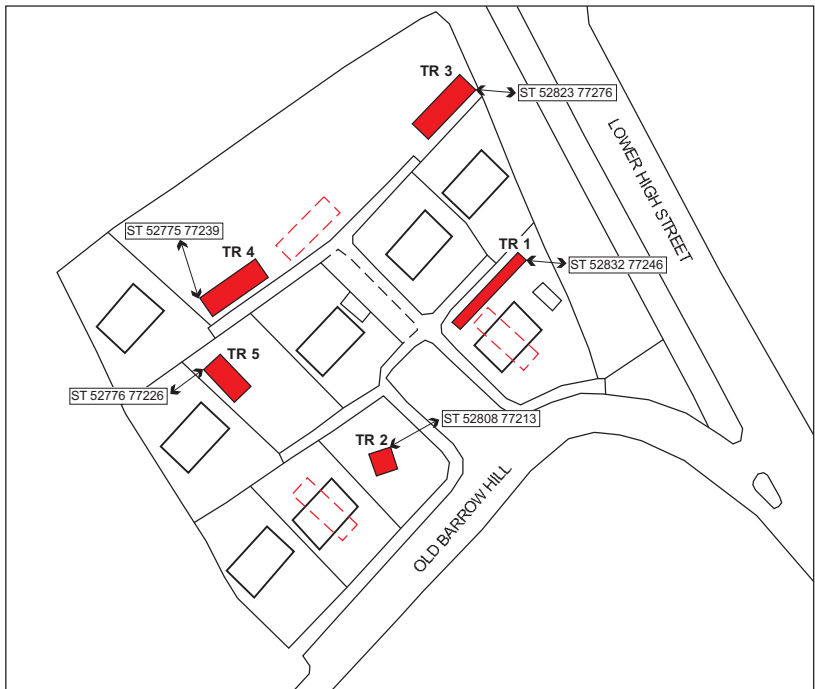 TR 3
ST 52823 77276
LOWER HIGH STREET
ST 52775 77239
TR 4
TR 1
ST 52832 77246
TR 5
ST 52776 77226
ST 52808 77213
TR 2
OLD BARROW HILL